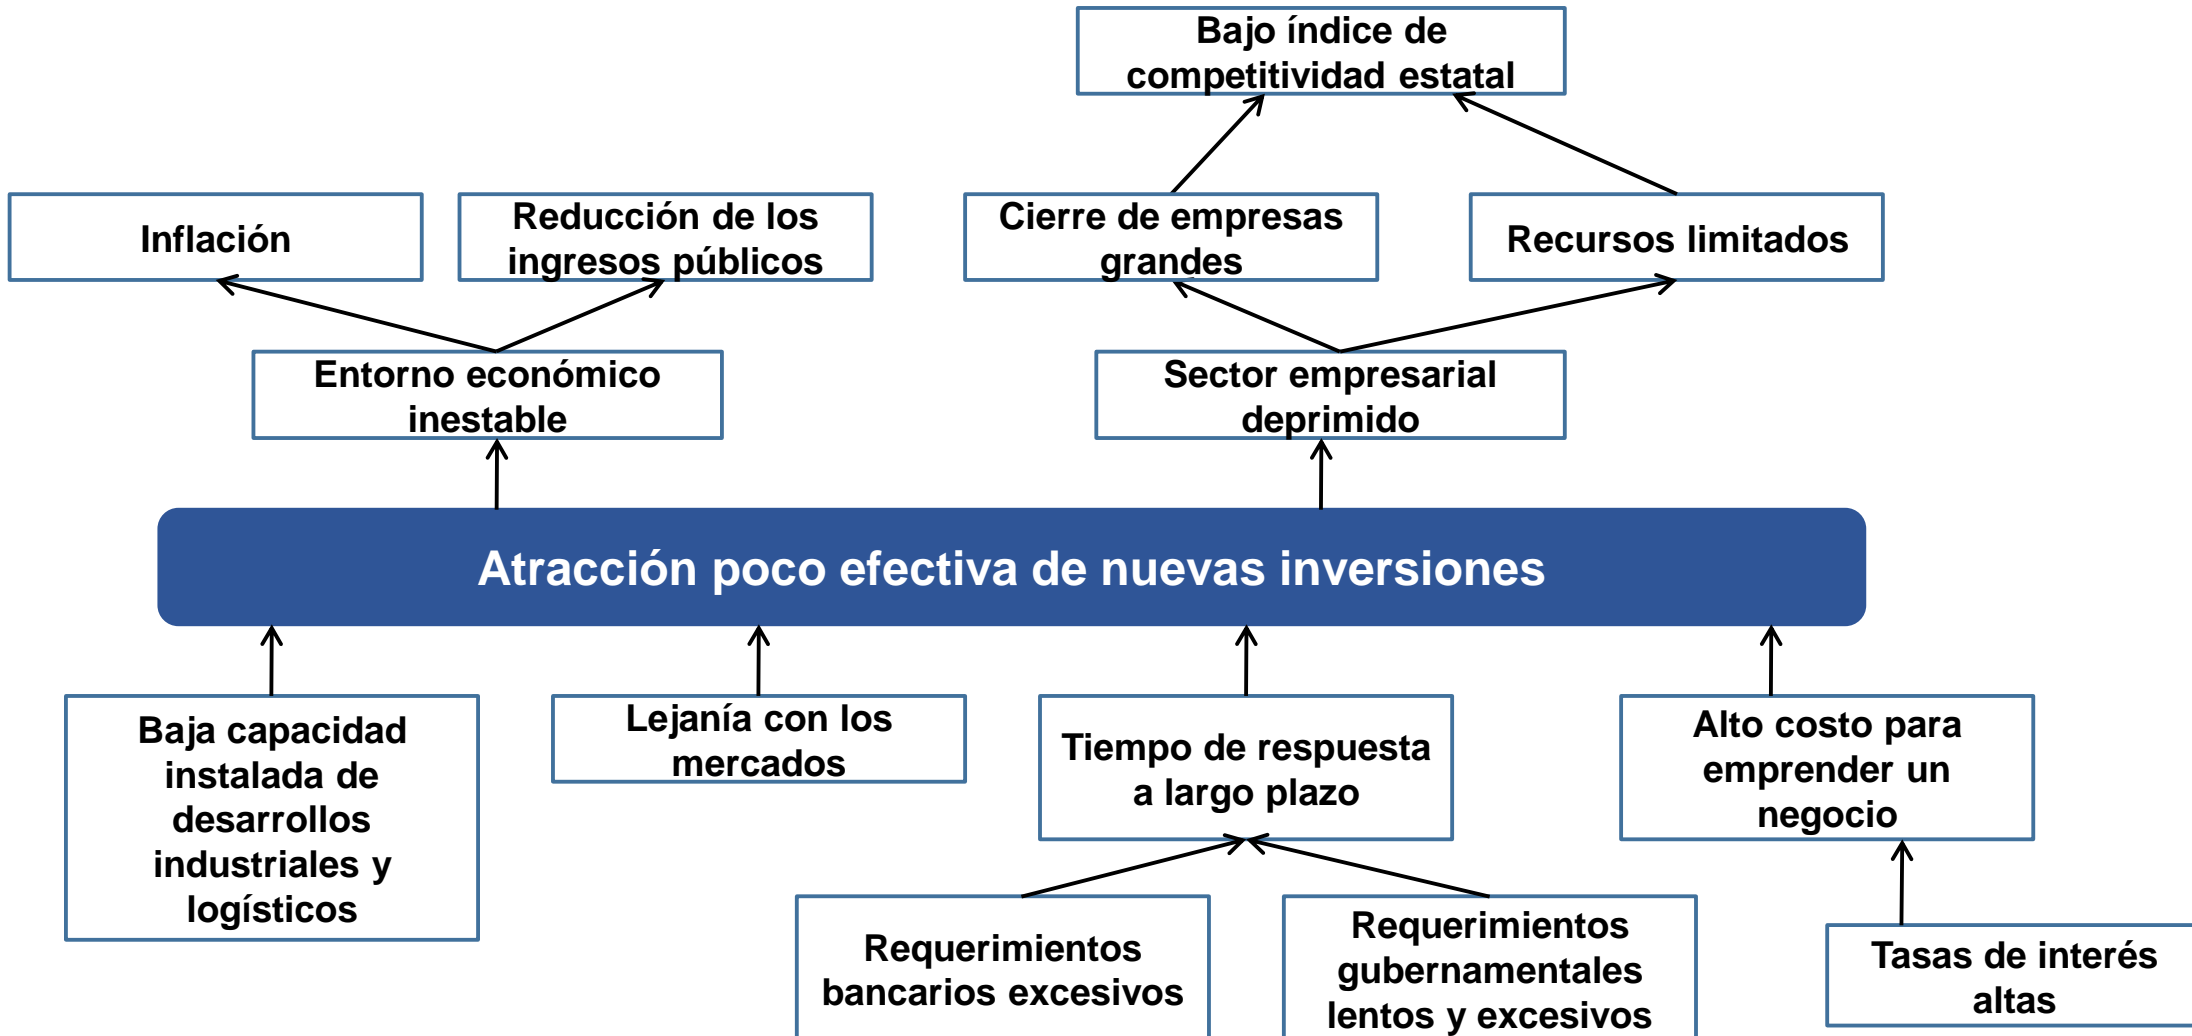 Bajo índice de
competitividad estatal
Inflación
Reducción de los
ingresos públicos
Cierre de empresas
grandes
Recursos limitados
Entorno económico
inestable
Sector empresarial
deprimido
Atracción poco efectiva de nuevas inversiones
Baja capacidad
instalada de
desarrollos
industriales y
logísticos
Lejanía con los
mercados
Tiempo de respuesta
a largo plazo
Alto costo para
emprender un
negocio
Requerimientos
bancarios excesivos
Requerimientos
gubernamentales
lentos y excesivos
Tasas de interés
altas